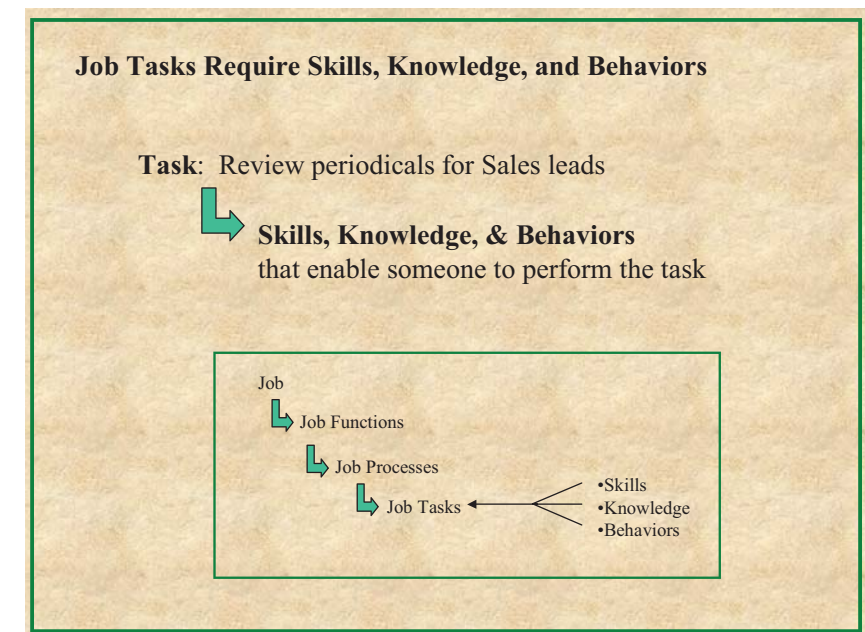 Job Tasks Require Skills, Knowledge, and Behaviors
Task: Review periodicals for Sales leads
Skills, Knowledge, & Behaviors
that enable someone to perform the task
Job
Job Functions
Job Processes
Job Tasks
•Skills
•Knowledge
•Behaviors